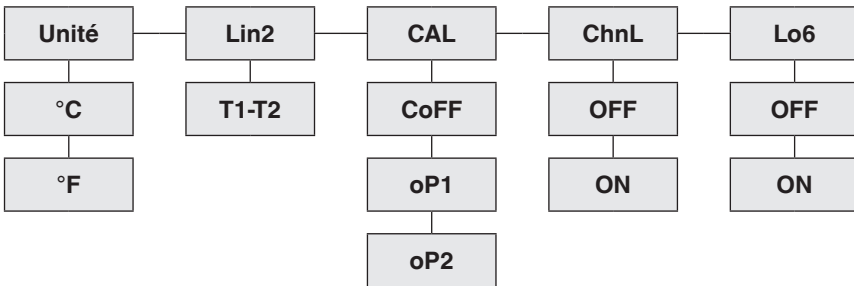 Unité Lin2 CAL ChnL Lo6
°C T1-T2 CoFF OFF OFF
°F oP1 ON ON
oP2